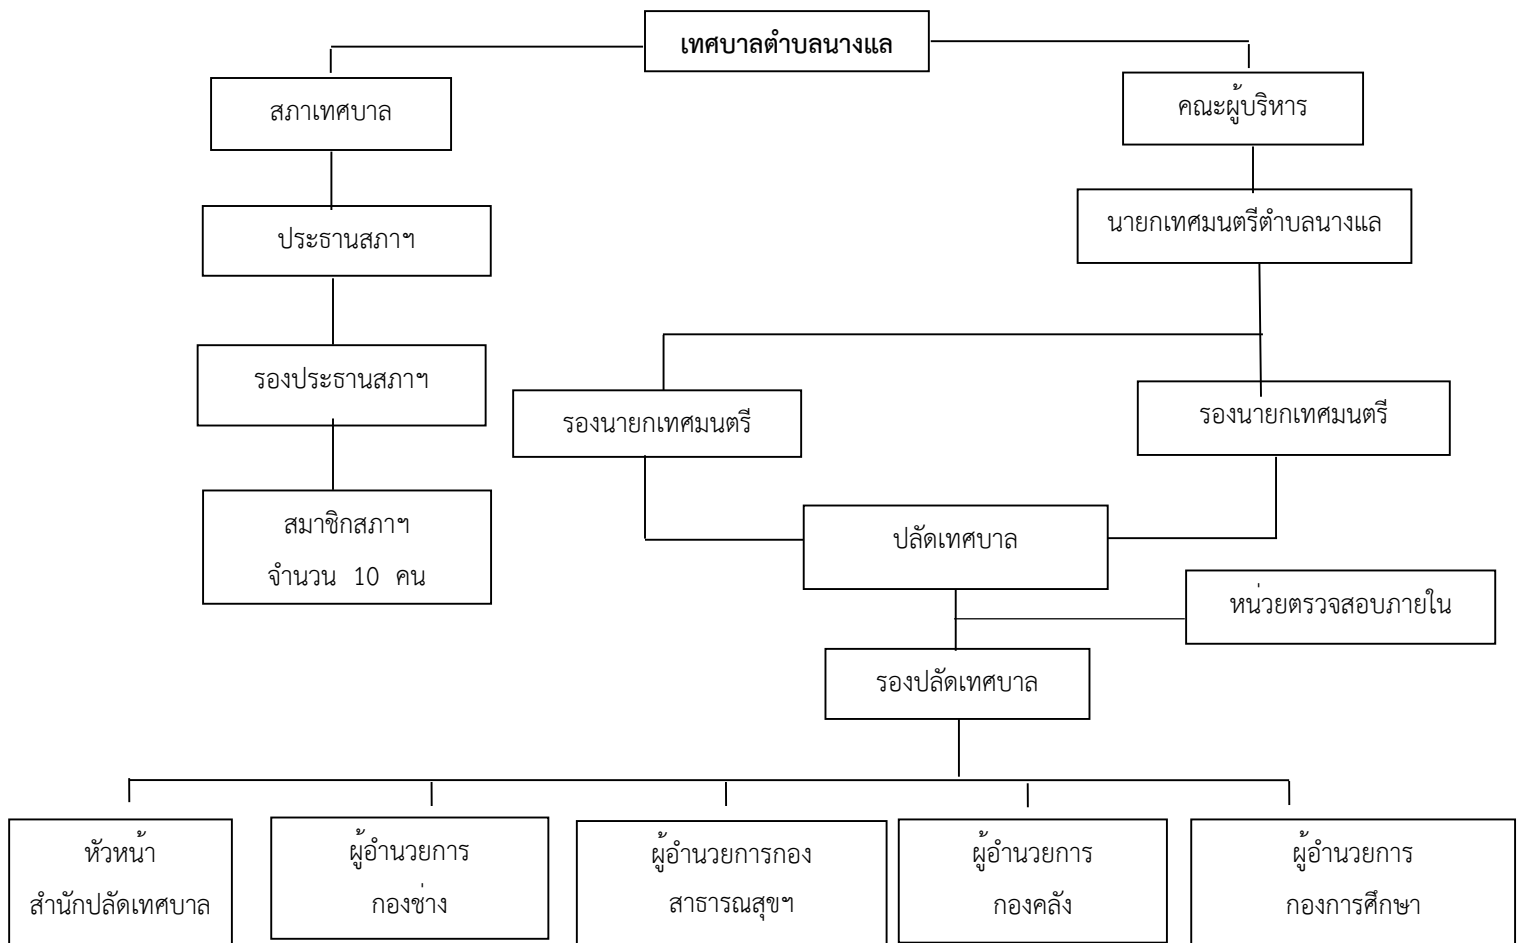 เทศบาลตำบลนางแล
สภาเทศบาล
คณะผู้บริหาร
ประธานสภาฯ
นายกเทศมนตรีตำบลนางแล
รองประธานสภาฯ
รองนายกเทศมนตรี
รองนายกเทศมนตรี
สมาชิกสภาฯ
จำนวน 10 คน
ปลัดเทศบาล
หน่วยตรวจสอบภายใน
รองปลัดเทศบาล
หัวหน้า
สำนักปลัดเทศบาล
ผู้อำนวยการ
กองช่าง
ผู้อำนวยการกอง
สาธารณสุขฯ
ผู้อำนวยการ
กองคลัง
ผู้อำนวยการ
กองการศึกษา